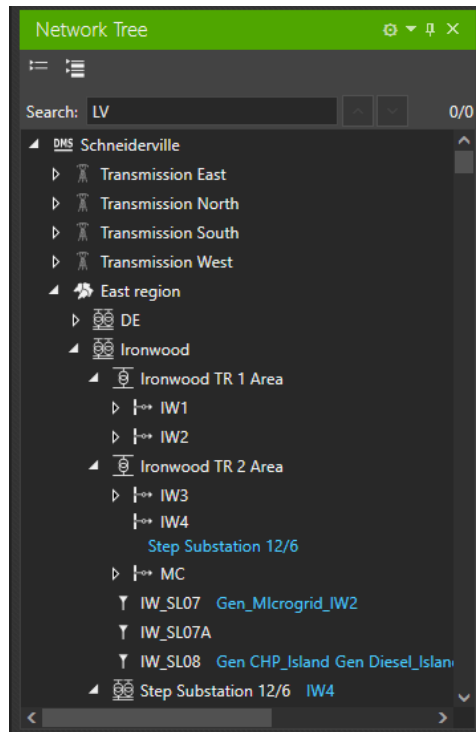 Network Tree
Search: LV 0/0
DMS Schneiderville
Transmission East
Transmission North
Transmission South
Transmission West
East region
DE
Ironwood
Ironwood TR 1 Area
IW1
IW2
Ironwood TR 2 Area
IW3
IW4
Step Substation 12/6
MC
IW_SL07 Gen_MIcrogrid_IW2
IW_SL07A
IW_SL08 Gen CHP_Island Gen Diesel_Islan
Step Substation 12/6 IW4